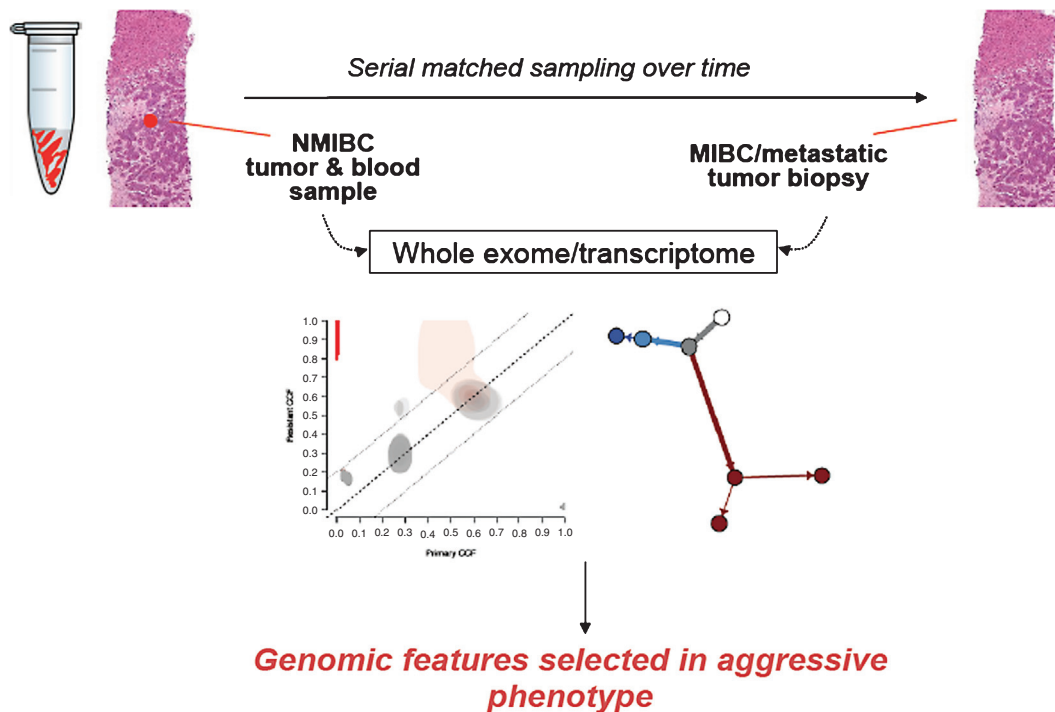 Serial matched sampling over time
NMIBC
tumor & blood
sample
MIBC/metastatic
tumor biopsy
Whole exome/transcriptome
1.0
0.9
0.8
0.7
0.6
0.5
0.4
0.3
0.2
0.1
0.0
Resistant CCF
0.0 0.1 0.2 0.3 0.4 0.5 0.6 0.7 0.8 0.9 1.0
Primary CCF
Genomic features selected in aggressive
phenotype